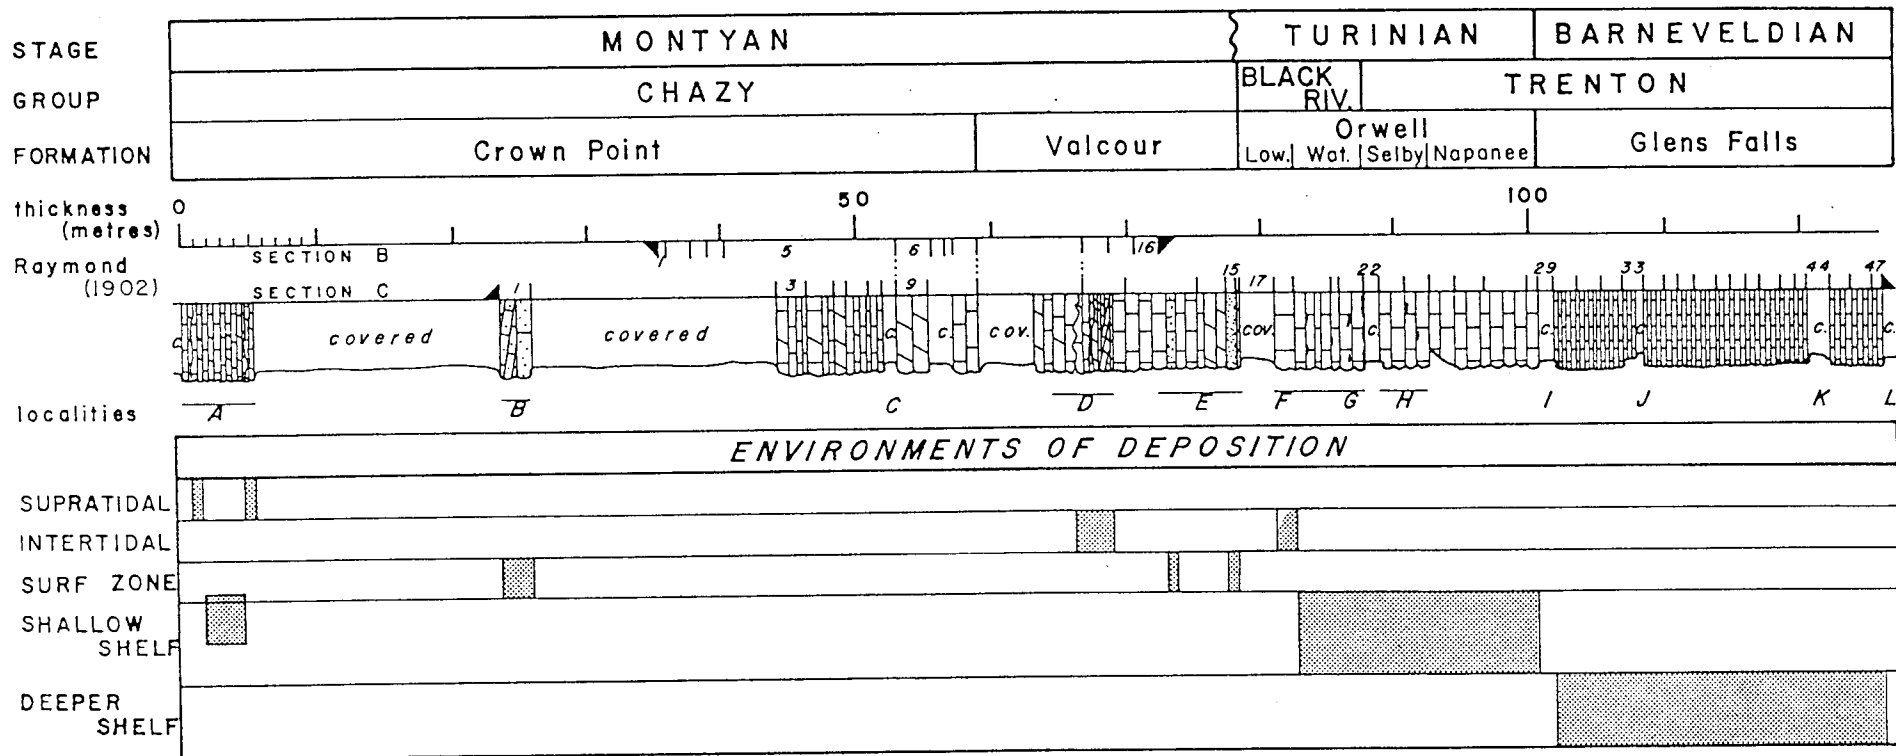 STAGE MONTYAN TURINIAN BARNEVELDIAN
GROUP CHAZY BLACK RIV. TRENTON
FORMATION Crown Point Valcour Orwell Glens Falls
Low. Wat. Selby Napanee
thickness (metres) 0 50 100
Raymond (1902)
SECTION B 1 5 6 16
SECTION C 1 3 9 15 17 22 29 33 44 47
c. covered covered c. c. cov. cov. c. c. c. c. c.
localities A B C D E F G H I J K L
ENVIRONMENTS OF DEPOSITION
SUPRATIDAL
INTERTIDAL
SURF ZONE
SHALLOW
SHELF
DEEPER
SHELF